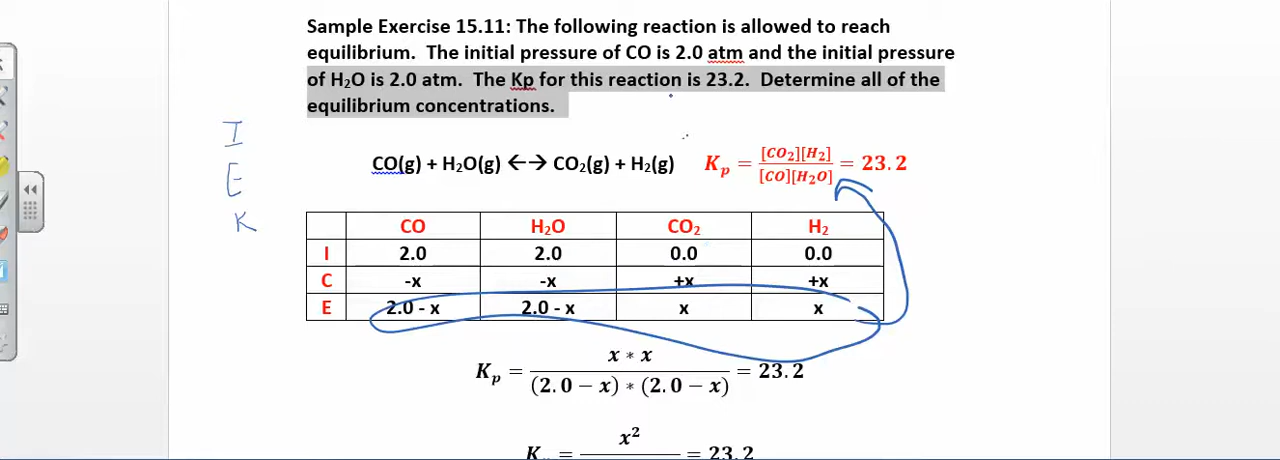 Sample Exercise 15.11: The following reaction is allowed to reach
equilibrium. The initial pressure of CO is 2.0 atm and the initial pressure
of H₂O is 2.0 atm. The Kp for this reaction is 23.2. Determine all of the
equilibrium concentrations.
I
E
K
CO(g) + H₂O(g) ←→ CO₂(g) + H₂(g) Kₚ = [CO₂][H₂] / [CO][H₂O] = 23.2
CO H₂O CO₂ H₂
I 2.0 2.0 0.0 0.0
C -x -x +x +x
E 2.0 - x 2.0 - x x x
Kₚ = x * x / (2.0 − x) * (2.0 − x) = 23.2
x² = 23.2